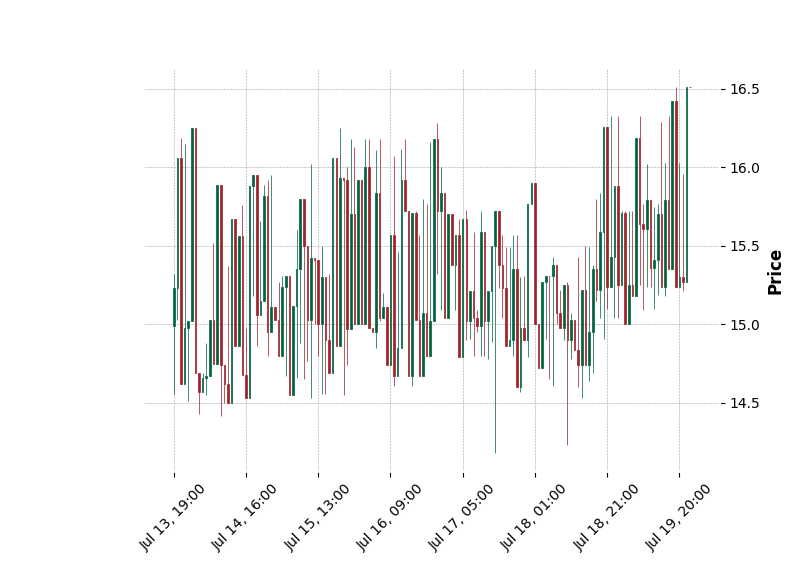 16.5
16.0
15.5
15.0
14.5
Price
Jul 13, 19:00
Jul 14, 16:00
Jul 15, 13:00
Jul 16, 09:00
Jul 17, 05:00
Jul 18, 01:00
Jul 18, 21:00
Jul 19, 20:00